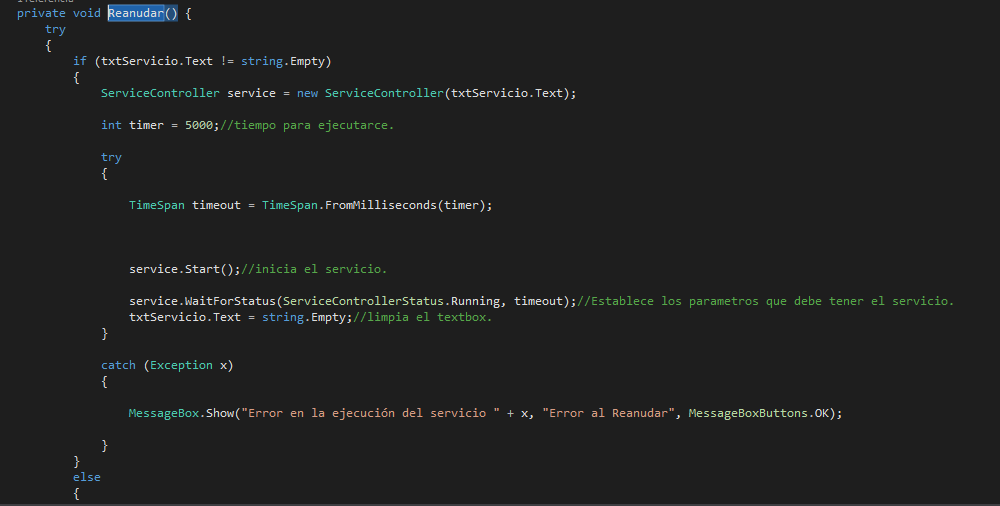 1 referencia
private void Reanudar() {
try
{
if (txtServicio.Text != string.Empty)
{
ServiceController service = new ServiceController(txtServicio.Text);
int timer = 5000;//tiempo para ejecutarce.
try
{
TimeSpan timeout = TimeSpan.FromMilliseconds(timer);
service.Start();//inicia el servicio.
service.WaitForStatus(ServiceControllerStatus.Running, timeout);//Establece los parametros que debe tener el servicio.
txtServicio.Text = string.Empty;//limpia el textbox.
}
catch (Exception x)
{
MessageBox.Show("Error en la ejecución del servicio " + x, "Error al Reanudar", MessageBoxButtons.OK);
}
}
else
{